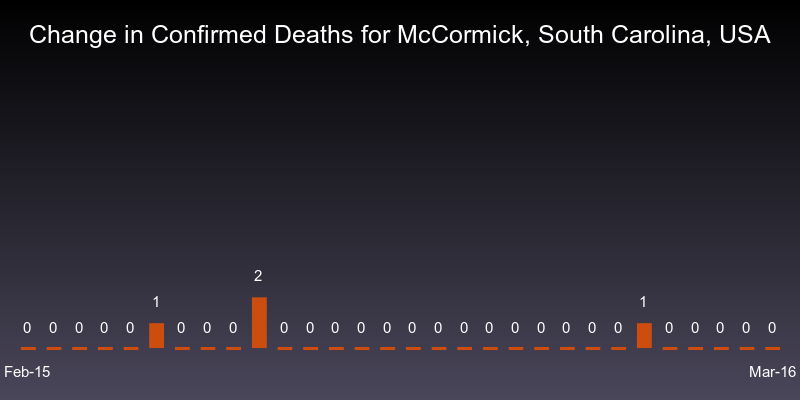 Change in Confirmed Deaths for McCormick, South Carolina, USA
2
1 1
0 0 0 0 0 0 0 0 0 0 0 0 0 0 0 0 0 0 0 0 0 0 0 0 0 0 0
Feb-15 Mar-16